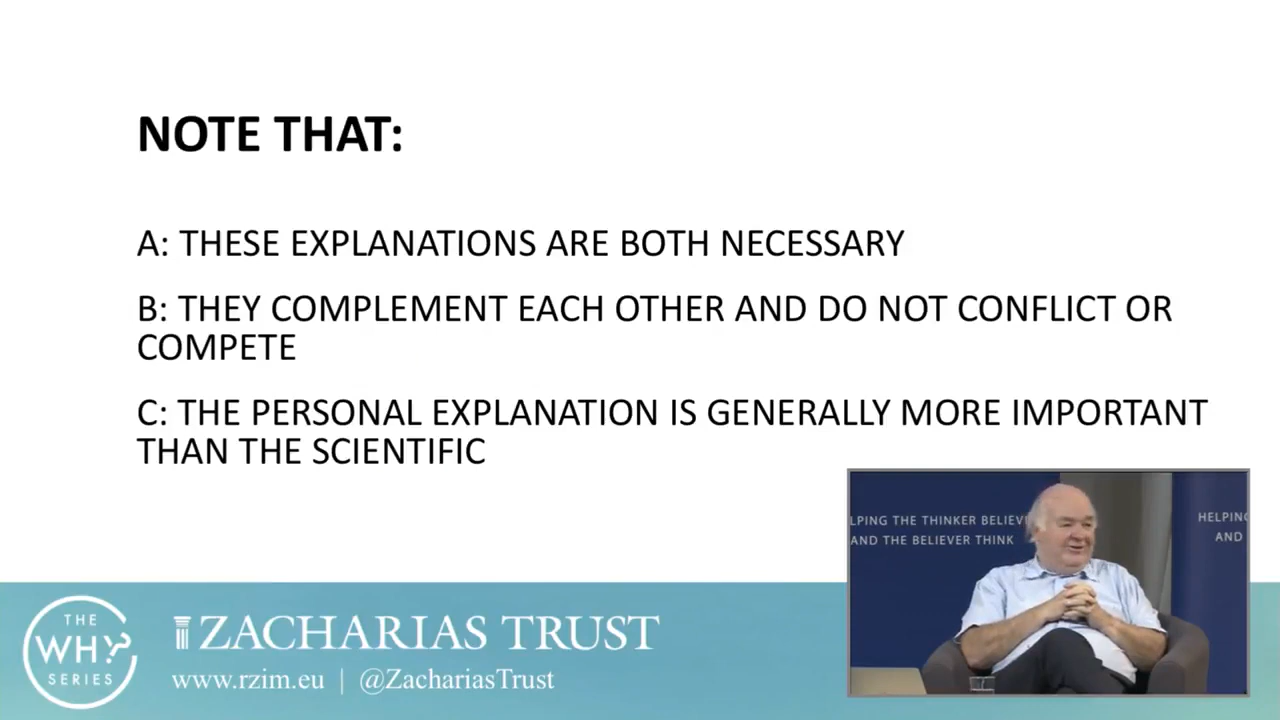 NOTE THAT:
A: THESE EXPLANATIONS ARE BOTH NECESSARY
B: THEY COMPLEMENT EACH OTHER AND DO NOT CONFLICT OR
COMPETE
C: THE PERSONAL EXPLANATION IS GENERALLY MORE IMPORTANT
THAN THE SCIENTIFIC
LPING THE THINKER BELIEV
AND THE BELIEVER THINK
HELPING
AND
THE
WHY?
SERIES
ZACHARIAS TRUST
www.rzim.eu | @ZachariasTrust